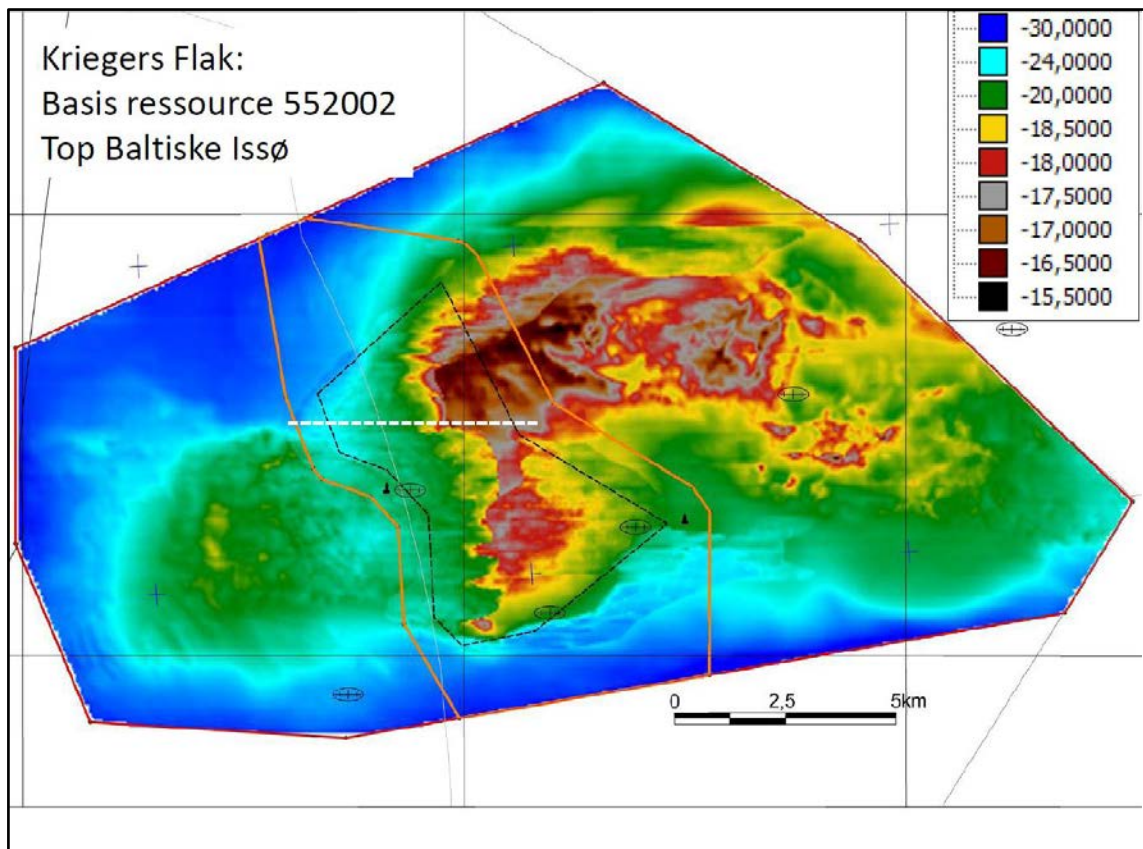 Kriegers Flak:
Basis ressource 552002
Top Baltiske Issø
-30,0000
-24,0000
-20,0000
-18,5000
-18,0000
-17,5000
-17,0000
-16,5000
-15,5000
0 2,5 5km